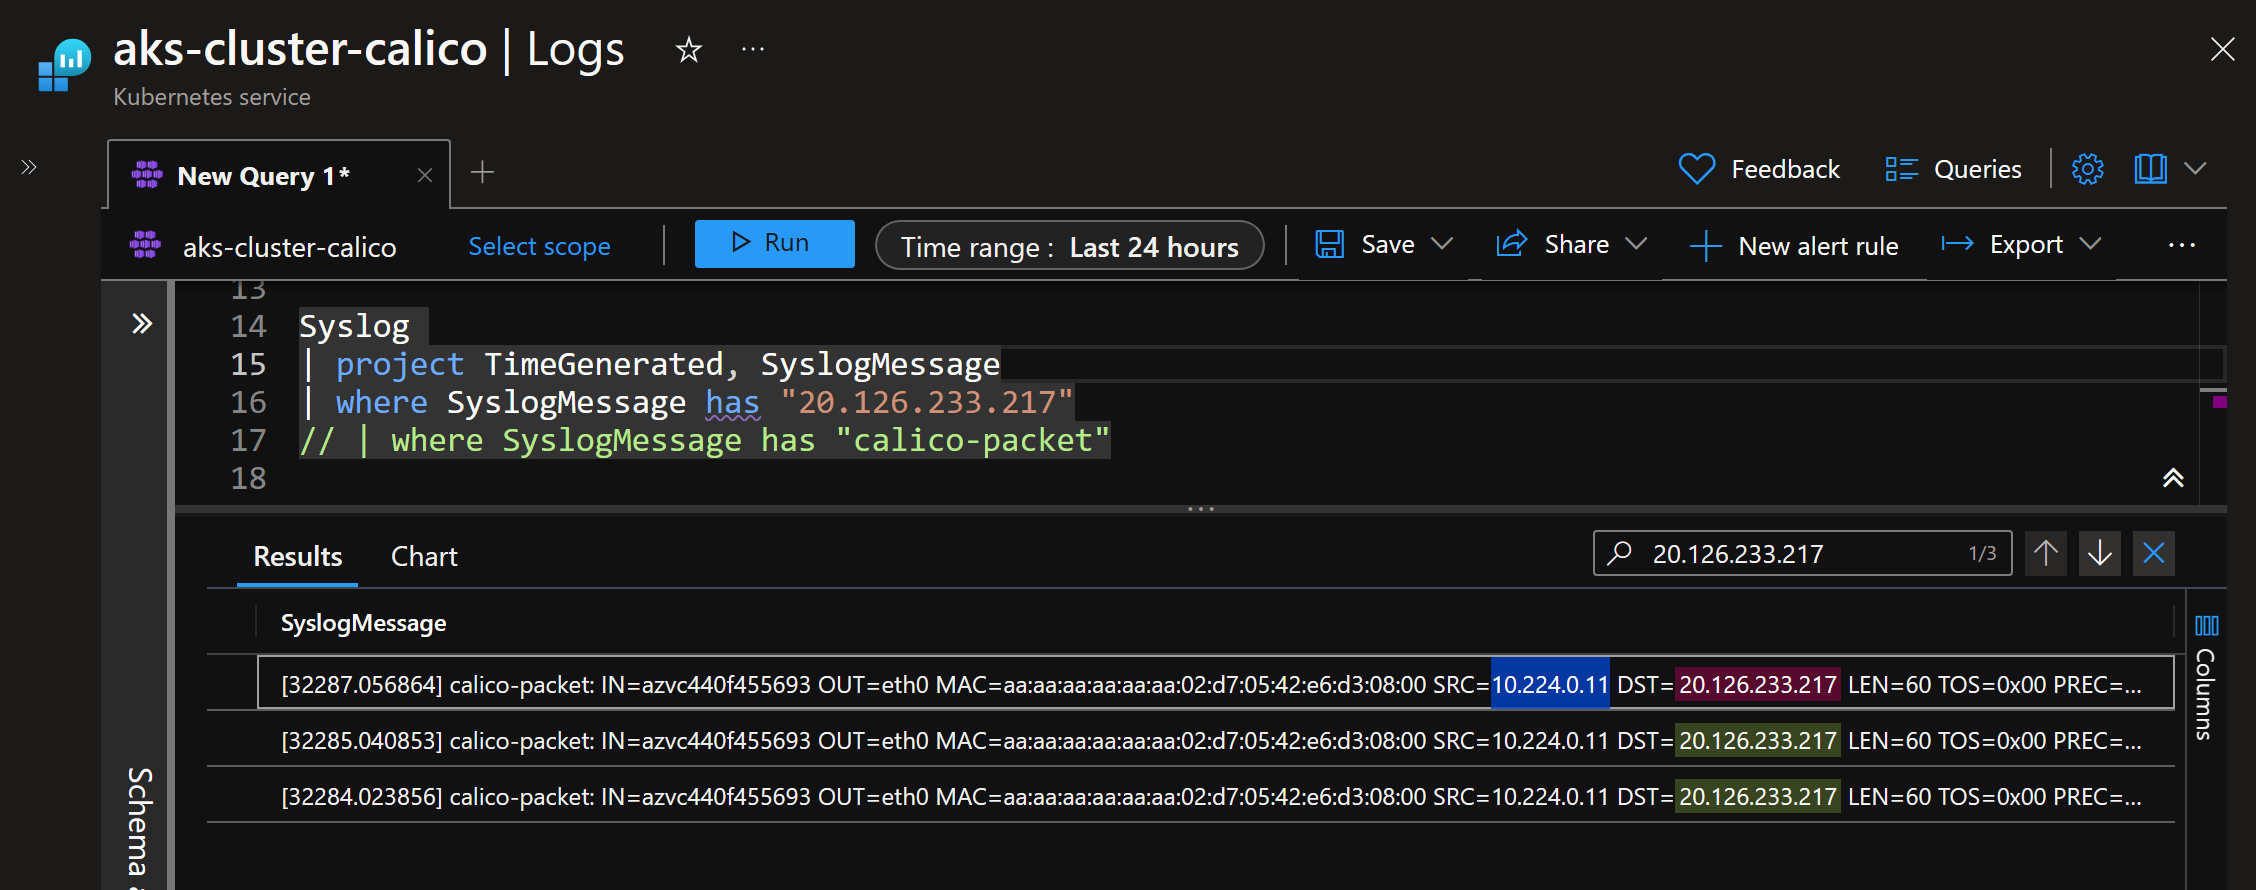 aks-cluster-calico | Logs
Kubernetes service
New Query 1*
Feedback
Queries
aks-cluster-calico
Select scope
Run
Time range : Last 24 hours
Save
Share
New alert rule
Export
13
14 Syslog
15 | project TimeGenerated, SyslogMessage
16 | where SyslogMessage has "20.126.233.217"
17 // | where SyslogMessage has "calico-packet"
18
Results
Chart
20.126.233.217 1/3
SyslogMessage
[32287.056864] calico-packet: IN=azvc440f455693 OUT=eth0 MAC=aa:aa:aa:aa:aa:aa:02:d7:05:42:e6:d3:08:00 SRC=10.224.0.11 DST=20.126.233.217 LEN=60 TOS=0x00 PREC=...
[32285.040853] calico-packet: IN=azvc440f455693 OUT=eth0 MAC=aa:aa:aa:aa:aa:aa:02:d7:05:42:e6:d3:08:00 SRC=10.224.0.11 DST=20.126.233.217 LEN=60 TOS=0x00 PREC=...
[32284.023856] calico-packet: IN=azvc440f455693 OUT=eth0 MAC=aa:aa:aa:aa:aa:aa:02:d7:05:42:e6:d3:08:00 SRC=10.224.0.11 DST=20.126.233.217 LEN=60 TOS=0x00 PREC=...
Columns
Schema